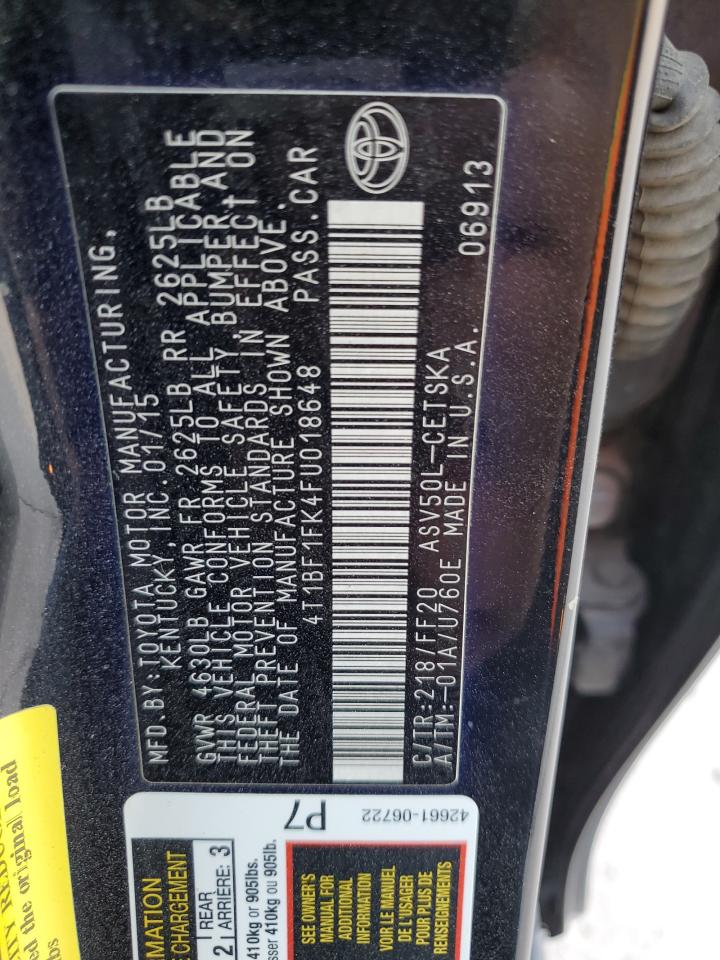 MFD.BY:TOYOTA MOTOR MANUFACTURING,
KENTUCKY, INC. 01/15
GVWR 4630LB GAWR FR 2625LB RR 2625LB
THIS VEHICLE CONFORMS TO ALL APPLICABLE
FEDERAL MOTOR VEHICLE SAFETY, BUMPER, AND
THEFT PREVENTION STANDARDS IN EFFECT ON
THE DATE OF MANUFACTURE SHOWN ABOVE.
4T1BF1FK4FU018648 PASS.CAR
C/TR:218/FF20 ASV50L-CETSKA 06913
A/TM:-01A/U760E MADE IN U.S.A.
the original load
P7
42661-06722
CHARGEMENT
2
REAR
ARRIERE: 3
410kg or 905lbs.
410kg ou 905lb.
SEE OWNER'S
MANUAL FOR
ADDITIONAL
INFORMATION
VOIR LE MANUEL
DE L'USAGER
POUR PLUS DE
RENSEIGNEMENTS